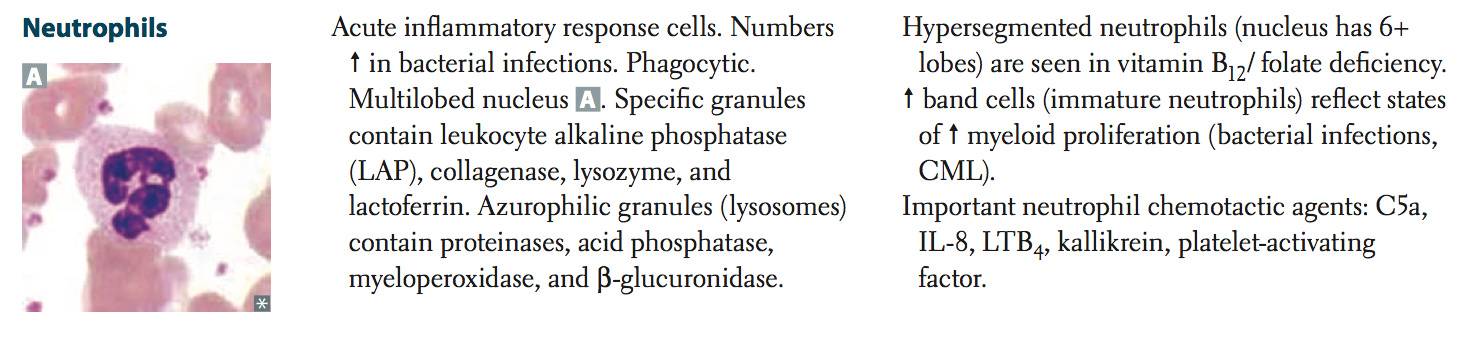 Neutrophils
A
*
Acute inflammatory response cells. Numbers
↑ in bacterial infections. Phagocytic.
Multilobed nucleus A. Specific granules
contain leukocyte alkaline phosphatase
(LAP), collagenase, lysozyme, and
lactoferrin. Azurophilic granules (lysosomes)
contain proteinases, acid phosphatase,
myeloperoxidase, and β-glucuronidase.
Hypersegmented neutrophils (nucleus has 6+
lobes) are seen in vitamin B₁₂/ folate deficiency.
↑ band cells (immature neutrophils) reflect states
of ↑ myeloid proliferation (bacterial infections,
CML).
Important neutrophil chemotactic agents: C5a,
IL-8, LTB₄, kallikrein, platelet-activating
factor.